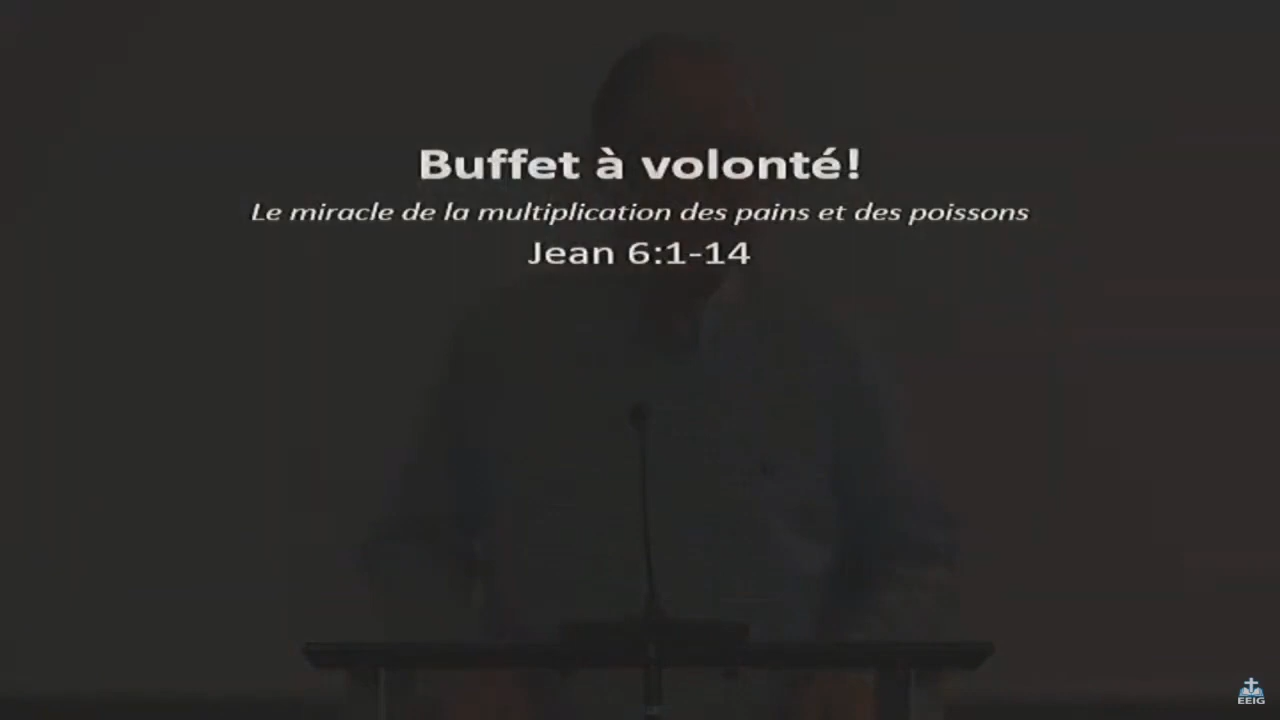 Buffet à volonté!
Le miracle de la multiplication des pains et des poissons
Jean 6:1-14
EEIG